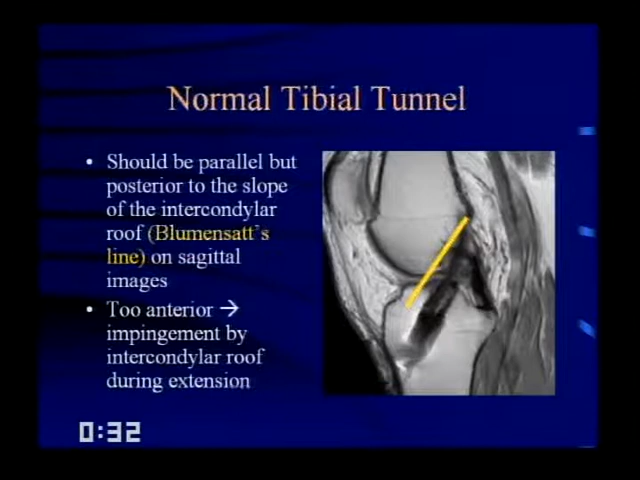 Normal Tibial Tunnel
• Should be parallel but
posterior to the slope
of the intercondylar
roof (Blumensatt's
line) on sagittal
images
• Too anterior →
impingement by
intercondylar roof
during extension
0:32